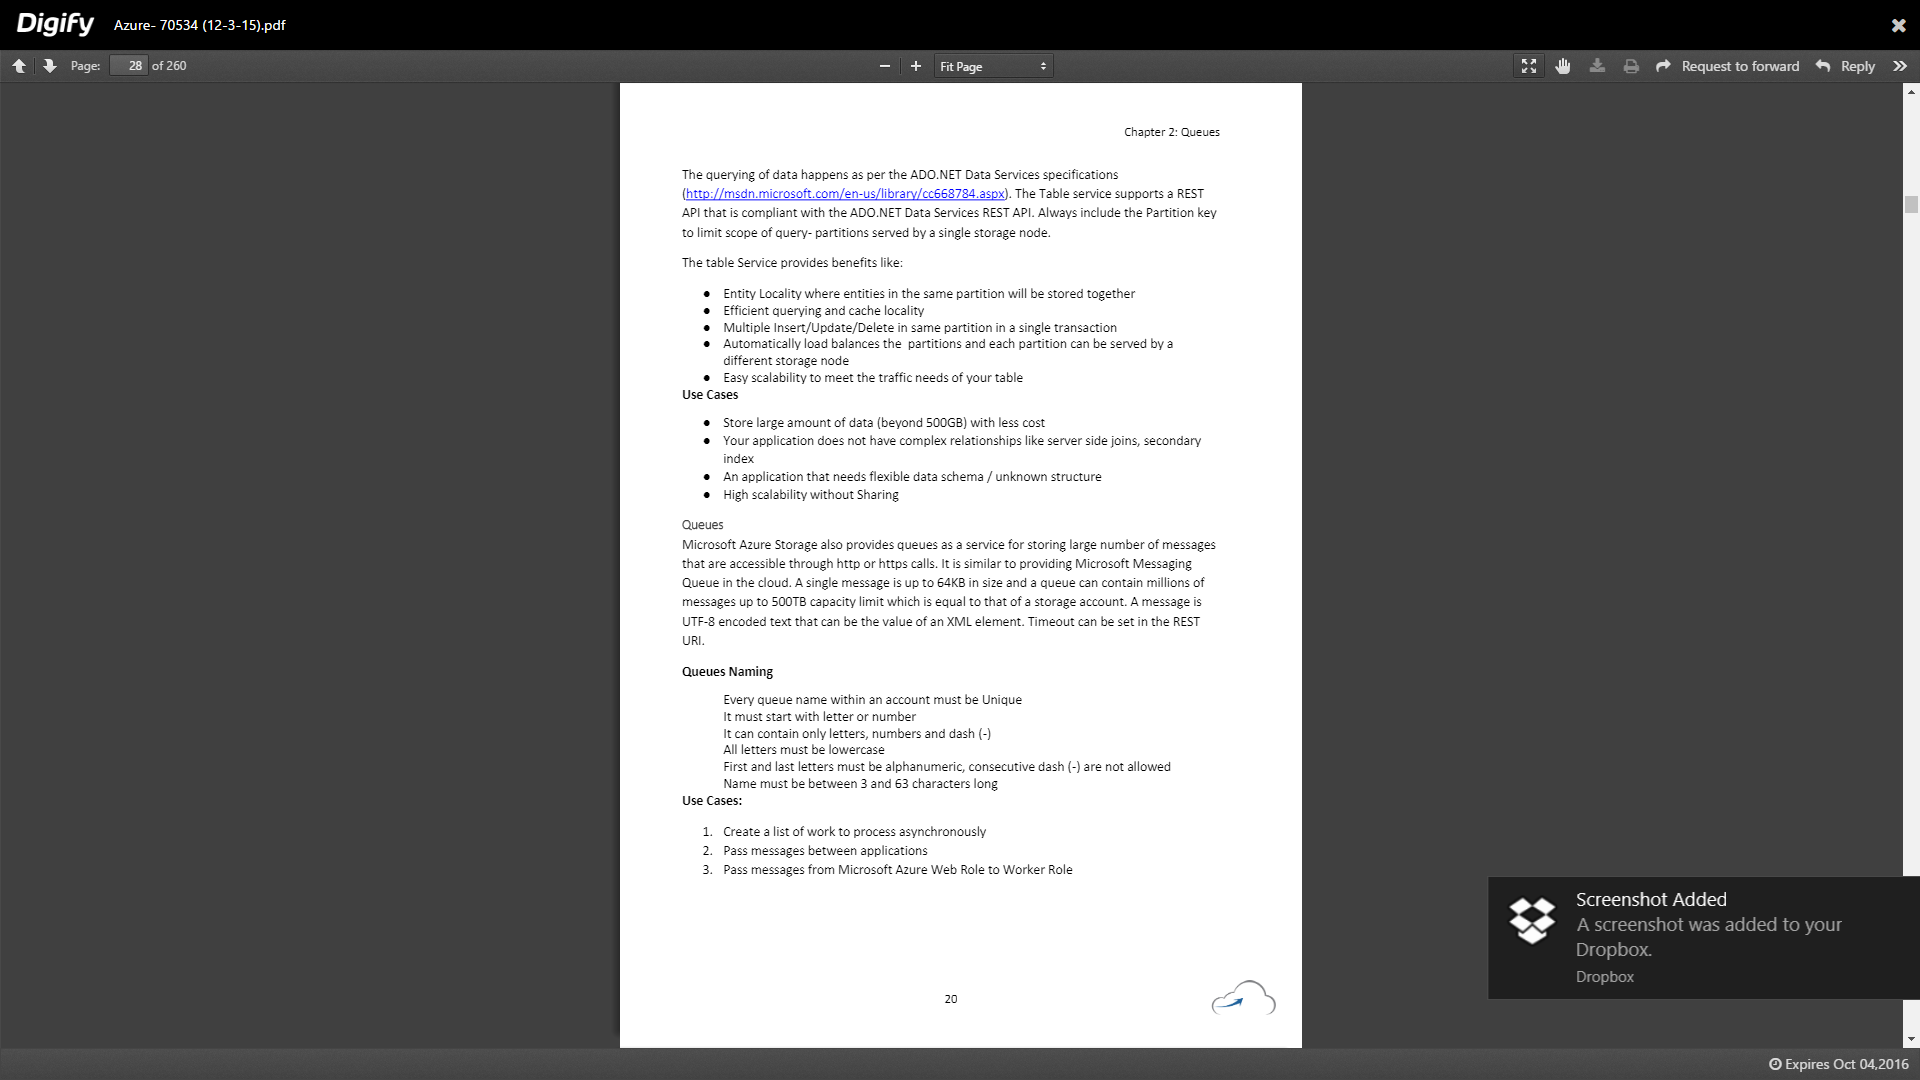 Digify Azure- 70534 (12-3-15).pdf
Page: 28 of 260 Fit Page Request to forward Reply
Chapter 2: Queues
The querying of data happens as per the ADO.NET Data Services specifications
(http://msdn.microsoft.com/en-us/library/cc668784.aspx). The Table service supports a REST
API that is compliant with the ADO.NET Data Services REST API. Always include the Partition key
to limit scope of query- partitions served by a single storage node.
The table Service provides benefits like:
● Entity Locality where entities in the same partition will be stored together
● Efficient querying and cache locality
● Multiple Insert/Update/Delete in same partition in a single transaction
● Automatically load balances the  partitions and each partition can be served by a
different storage node
● Easy scalability to meet the traffic needs of your table
Use Cases
● Store large amount of data (beyond 500GB) with less cost
● Your application does not have complex relationships like server side joins, secondary
index
● An application that needs flexible data schema / unknown structure
● High scalability without Sharing
Queues
Microsoft Azure Storage also provides queues as a service for storing large number of messages
that are accessible through http or https calls. It is similar to providing Microsoft Messaging
Queue in the cloud. A single message is up to 64KB in size and a queue can contain millions of
messages up to 500TB capacity limit which is equal to that of a storage account. A message is
UTF-8 encoded text that can be the value of an XML element. Timeout can be set in the REST
URI.
Queues Naming
Every queue name within an account must be Unique
It must start with letter or number
It can contain only letters, numbers and dash (-)
All letters must be lowercase
First and last letters must be alphanumeric, consecutive dash (-) are not allowed
Name must be between 3 and 63 characters long
Use Cases:
1. Create a list of work to process asynchronously
2. Pass messages between applications
3. Pass messages from Microsoft Azure Web Role to Worker Role
20
Screenshot Added
A screenshot was added to your
Dropbox.
Dropbox
Expires Oct 04,2016